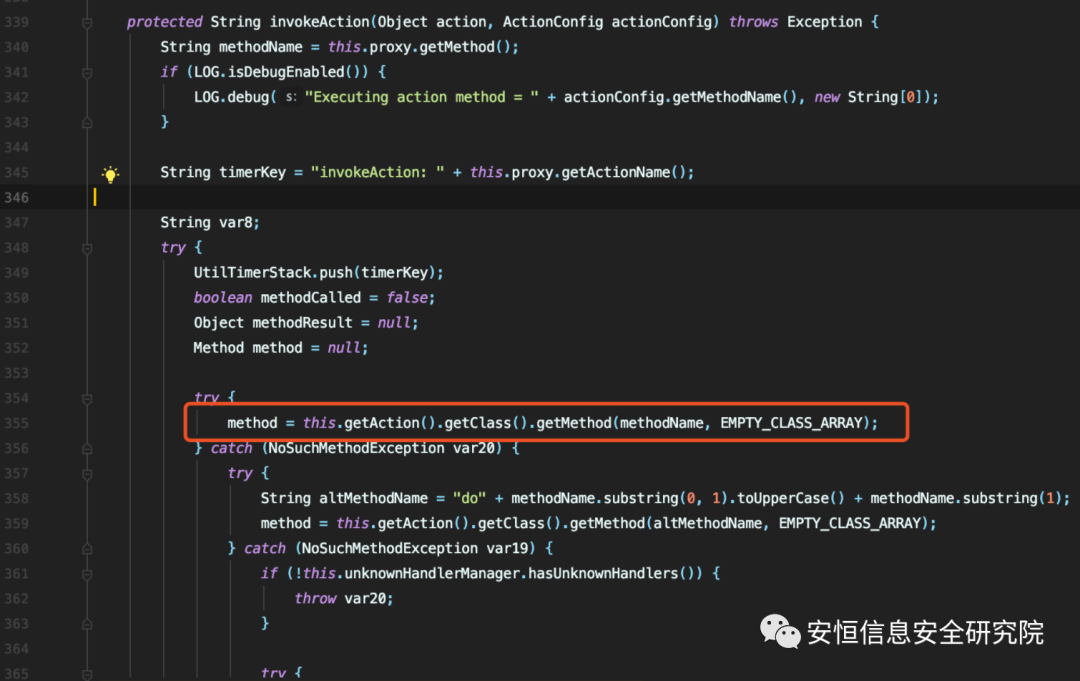 339 protected String invokeAction(Object action, ActionConfig actionConfig) throws Exception {
340 String methodName = this.proxy.getMethod();
341 if (LOG.isDebugEnabled()) {
342 LOG.debug( s: "Executing action method = " + actionConfig.getMethodName(), new String[0]);
343 }
344
345 String timerKey = "invokeAction: " + this.proxy.getActionName();
346
347 String var8;
348 try {
349 UtilTimerStack.push(timerKey);
350 boolean methodCalled = false;
351 Object methodResult = null;
352 Method method = null;
353
354 try {
355 method = this.getAction().getClass().getMethod(methodName, EMPTY_CLASS_ARRAY);
356 } catch (NoSuchMethodException var20) {
357 try {
358 String altMethodName = "do" + methodName.substring(0, 1).toUpperCase() + methodName.substring(1);
359 method = this.getAction().getClass().getMethod(altMethodName, EMPTY_CLASS_ARRAY);
360 } catch (NoSuchMethodException var19) {
361 if (!this.unknownHandlerManager.hasUnknownHandlers()) {
362 throw var20;
363 }
364
365 try {
安恒信息安全研究院